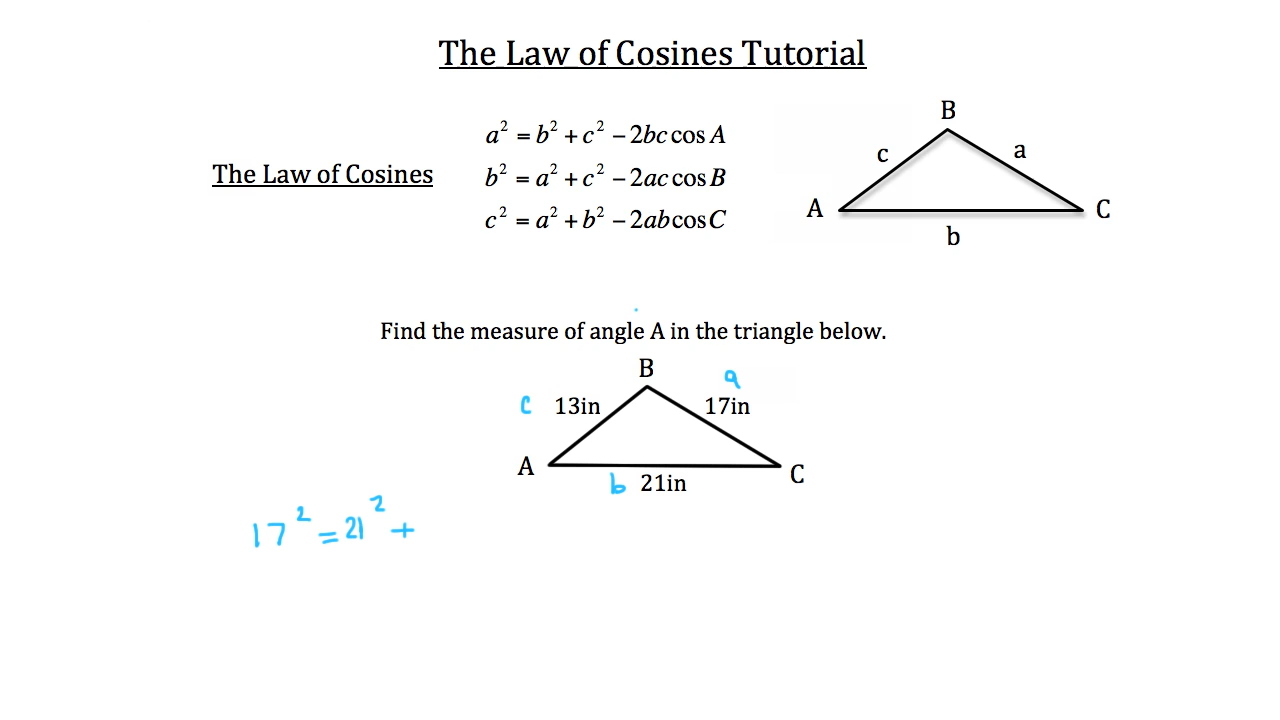 The Law of Cosines Tutorial
B
a² = b² + c² − 2bc cos A
c a
The Law of Cosines
b² = a² + c² − 2ac cos B
A C
c² = a² + b² − 2ab cos C
b
Find the measure of angle A in the triangle below.
B
a
c 13in 17in
A C
b 21in
17² = 21² +